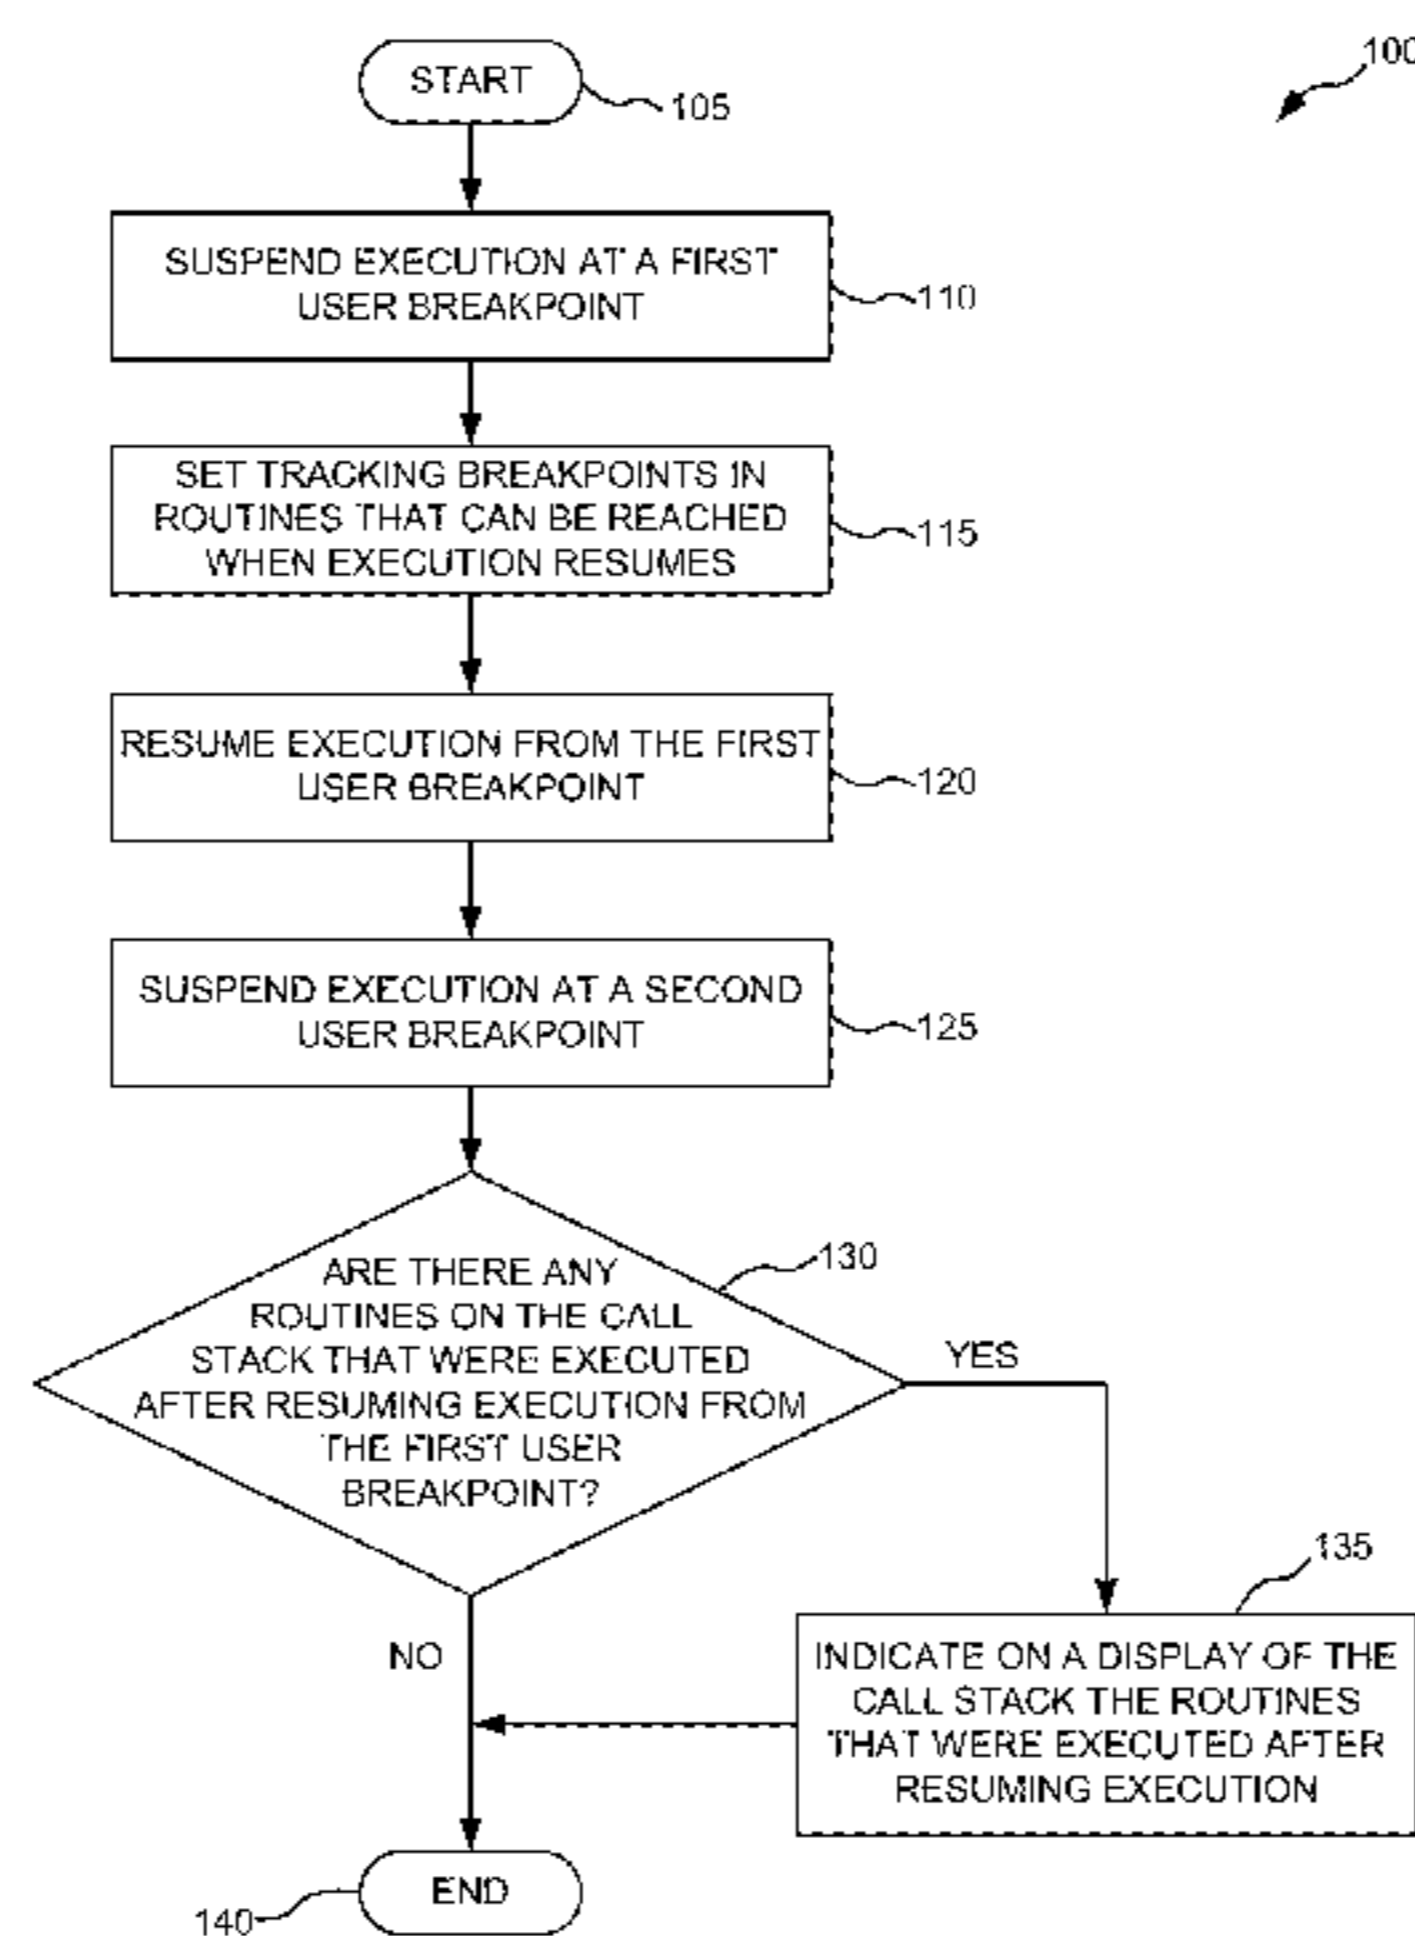 100
START
105
SUSPEND EXECUTION AT A FIRST
USER BREAKPOINT
110
SET TRACKING BREAKPOINTS IN
ROUTINES THAT CAN BE REACHED
WHEN EXECUTION RESUMES
115
RESUME EXECUTION FROM THE FIRST
USER BREAKPOINT
120
SUSPEND EXECUTION AT A SECOND
USER BREAKPOINT
125
ARE THERE ANY
ROUTINES ON THE CALL
STACK THAT WERE EXECUTED
AFTER RESUMING EXECUTION FROM
THE FIRST USER
BREAKPOINT?
130
YES
NO
135
INDICATE ON A DISPLAY OF THE
CALL STACK THE ROUTINES
THAT WERE EXECUTED AFTER
RESUMING EXECUTION
END
140